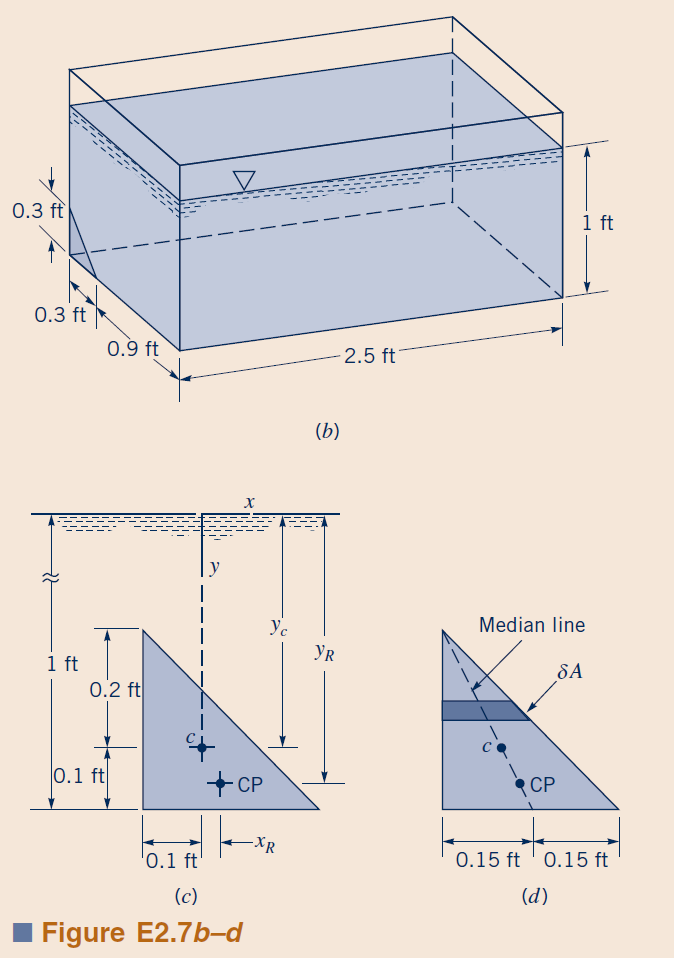 0.3 ft
1 ft
0.3 ft
0.9 ft
2.5 ft
(b)
x
y
y_c
y_R
1 ft
0.2 ft
c
0.1 ft
CP
x_R
0.1 ft
(c)
Median line
δA
c
CP
0.15 ft 0.15 ft
(d)
Figure E2.7b–d